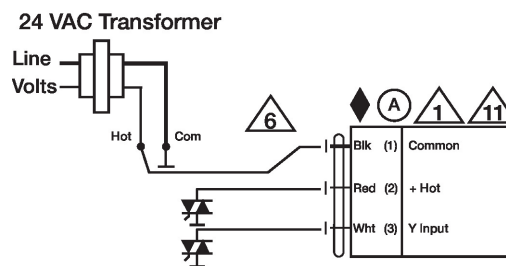 24 VAC Transformer
Line
Volts
Hot Com
6
A 1 11
Blk (1) Common
Red (2) + Hot
Wht (3) Y Input